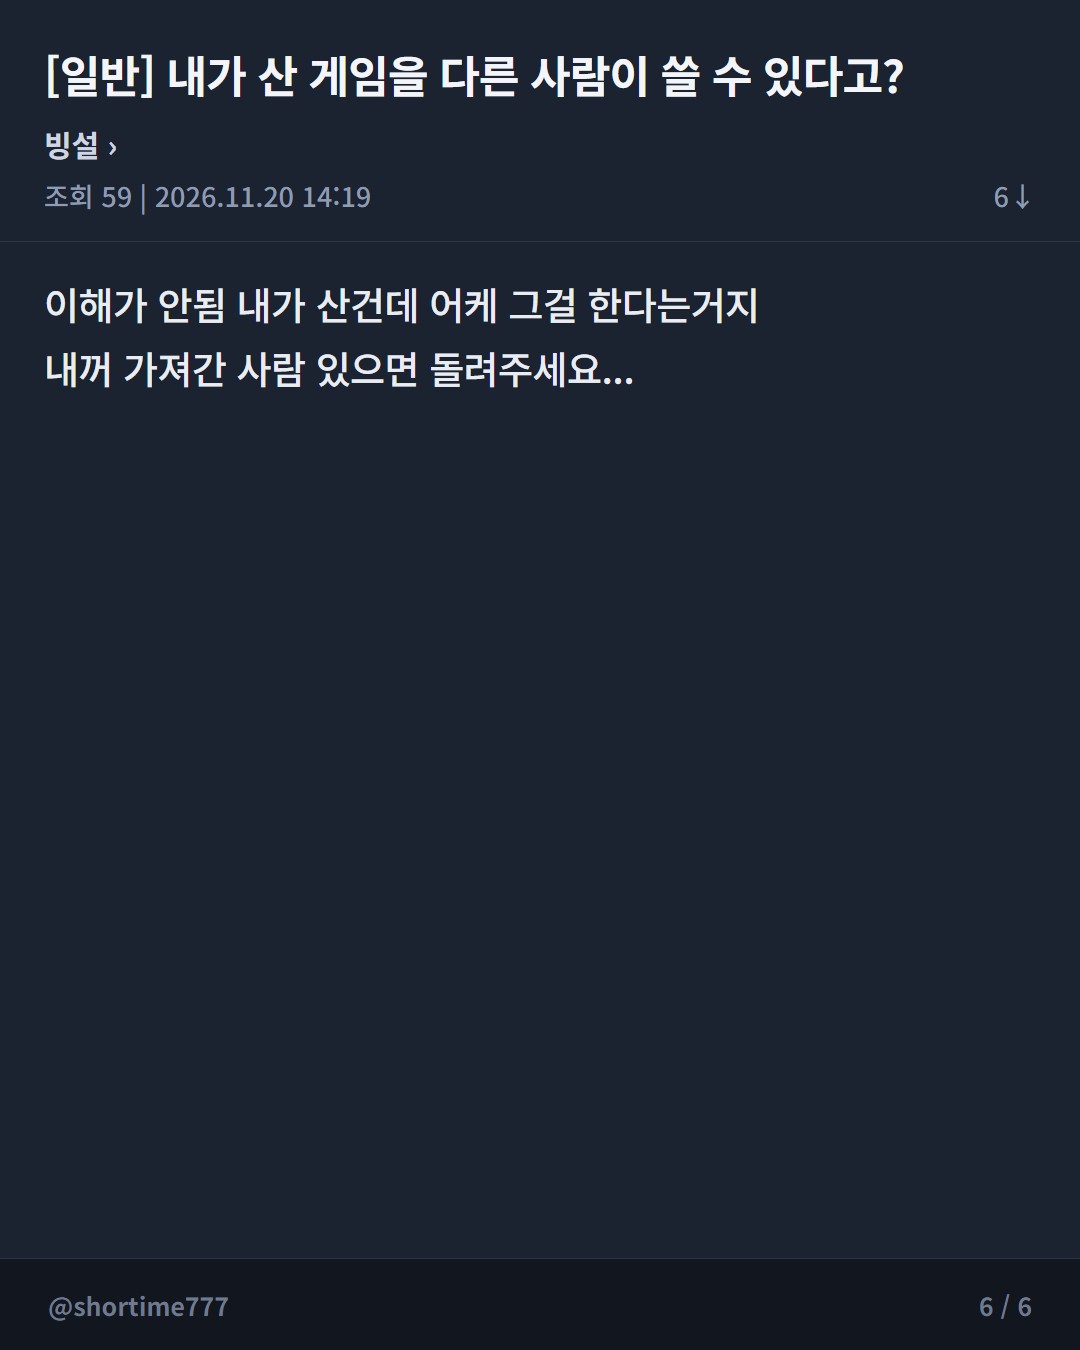 [일반] 내가 산 게임을 다른 사람이 쓸 수 있다고?
빙설 ›
조회 59 | 2026.11.20 14:19
6↓
이해가 안됨 내가 산건데 어케 그걸 한다는거지
내꺼 가져간 사람 있으면 돌려주세요...
@shortime777
6 / 6